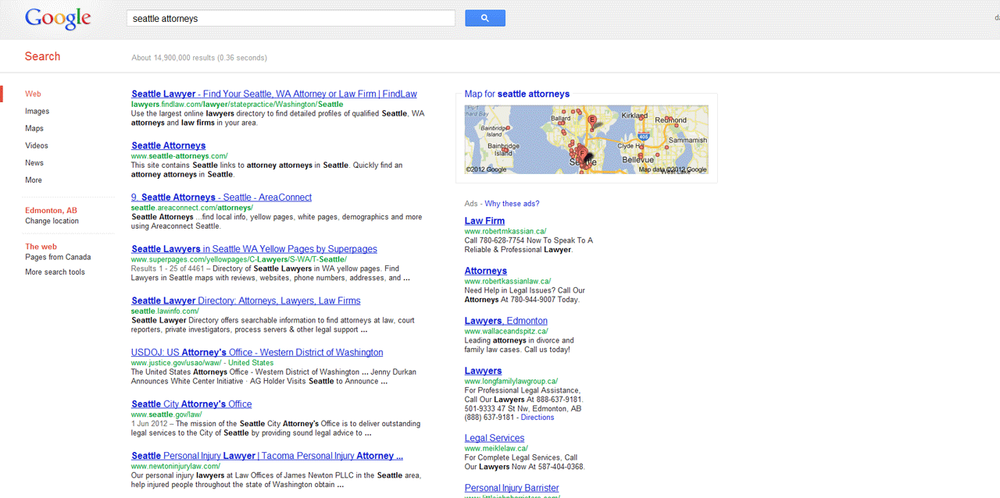 Google
seattle attorneys
Search
About 14,900,000 results (0.36 seconds)
Web
Images
Maps
Videos
News
More
Edmonton, AB
Change location
The web
Pages from Canada
More search tools
Seattle Lawyer - Find Your Seattle, WA Attorney or Law Firm | FindLaw
lawyers.findlaw.com/lawyer/statepractice/Washington/Seattle
Use the largest online lawyers directory to find detailed profiles of qualified Seattle, WA
attorneys and law firms in your area.
Seattle Attorneys
www.seattle-attorneys.com/
This site contains Seattle links to attorney attorneys in Seattle. Quickly find an
attorney attorneys in Seattle.
9. Seattle Attorneys - Seattle - AreaConnect
seattle.areaconnect.com/attorneys/
Seattle Attorneys ...find local info, yellow pages, white pages, demographics and more
using Areaconnect Seattle.
Seattle Lawyers in Seattle WA Yellow Pages by Superpages
www.superpages.com/yellowpages/C-Lawyers/S-WA/T-Seattle/
Results 1 - 25 of 4461 – Directory of Seattle Lawyers in WA yellow pages. Find
Lawyers in Seattle maps with reviews, websites, phone numbers, addresses, and ...
Seattle Lawyer Directory: Attorneys, Lawyers, Law Firms
seattle.lawinfo.com/
Seattle Lawyer Directory offers searchable information to find attorneys at law, court
reporters, private investigators, process servers & other legal support ...
USDOJ: US Attorney's Office - Western District of Washington
www.justice.gov/usao/waw/ - United States
The United States Attorneys Office - Western District of Washington ... Jenny Durkan
Announces White Center Initiative · AG Holder Visits Seattle to Announce ...
Seattle City Attorney's Office
www.seattle.gov/law/
1 Jun 2012 – The mission of the Seattle City Attorney's Office is to deliver outstanding
legal services to the City of Seattle by providing sound legal advice to ...
Seattle Personal Injury Lawyer | Tacoma Personal Injury Attorney ...
www.newtoninjurylaw.com/
Our personal injury lawyers at Law Offices of James Newton PLLC in the Seattle area,
help injured people throughout the state of Washington obtain ...
Map for seattle attorneys
Ballard
Kirkland
Redmond
Bainbridge
Island
405
Sammamish
Bainbridge
Island
Clyde Hill
Seattle
Bellevue
©2012 Google
Map data ©2012 Google
Ads - Why these ads?
Law Firm
www.robertmkassian.ca/
Call 780-628-7754 Now To Speak To A
Reliable & Professional Lawyer.
Attorneys
www.robertkassianlaw.ca/
Need Help in Legal Issues? Call Our
Attorneys At 780-944-9007 Today.
Lawyers, Edmonton
www.wallaceandspitz.ca/
Leading attorneys in divorce and
family law cases. Call us today!
Lawyers
www.longfamilylawgroup.ca/
For Professional Legal Assistance,
Call Our Lawyers At 888-637-9181.
501-9333 47 St Nw, Edmonton, AB
(888) 637-9181 - Directions
Legal Services
www.meiklelaw.ca/
For Complete Legal Services, Call
Our Lawyers Now At 587-404-0368.
Personal Injury Barrister